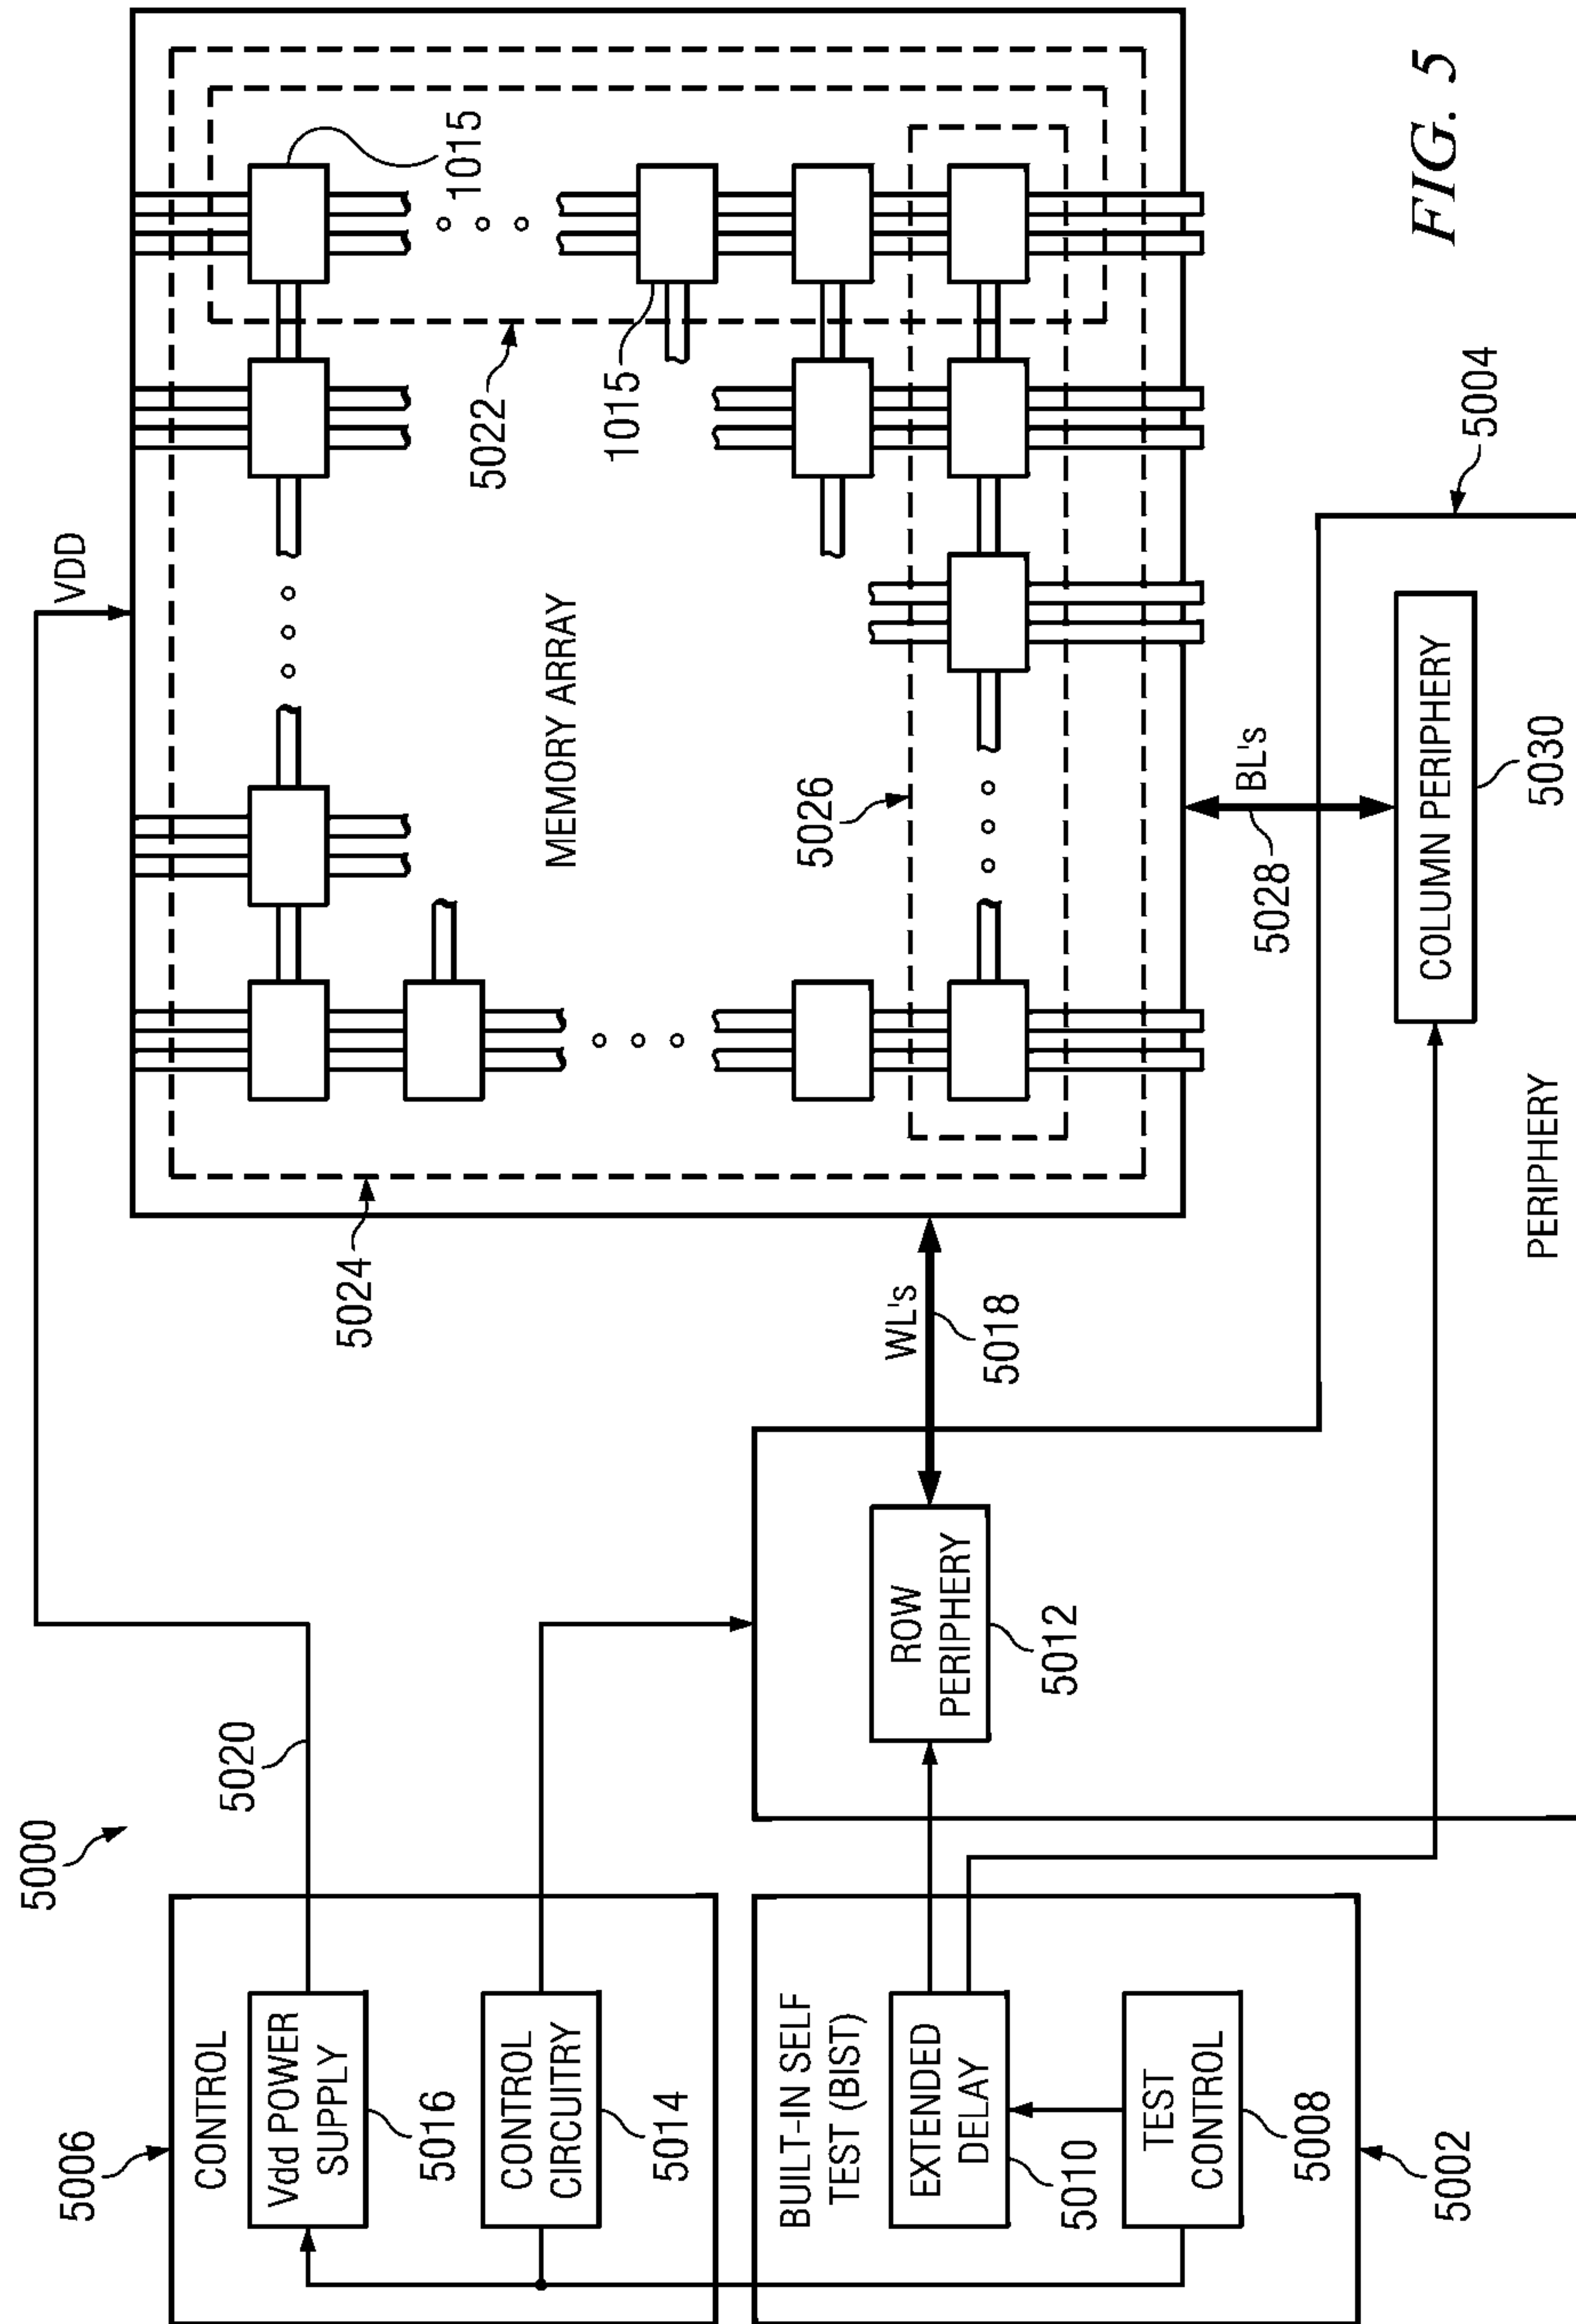 5000
5006
CONTROL
Vdd POWER
SUPPLY
5016
5020
VDD
CONTROL
CIRCUITRY
5014
BUILT-IN SELF
TEST (BIST)
EXTENDED
DELAY
5010
TEST
CONTROL
5008
5002
ROW
PERIPHERY
5012
WL's
5018
5024
MEMORY ARRAY
1015
5022
1015
5026
BL's
5028
5004
COLUMN PERIPHERY
5030
PERIPHERY
FIG. 5